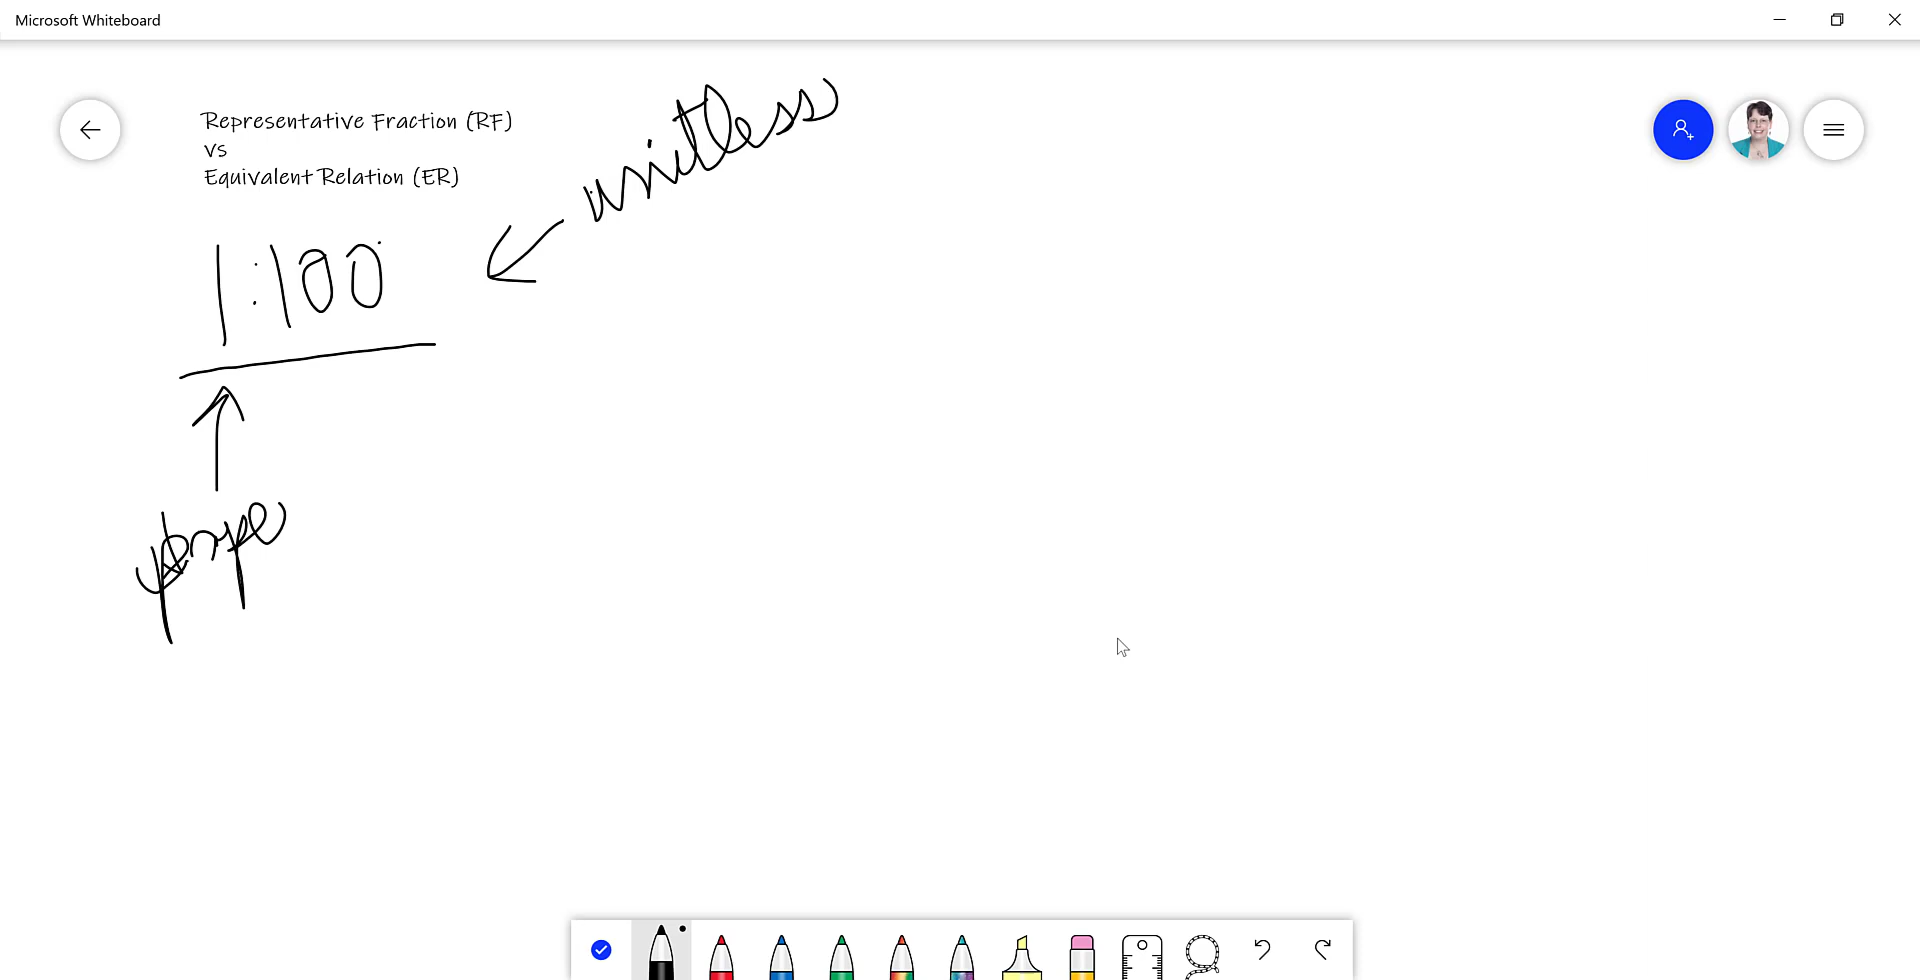 Microsoft Whiteboard
Representative Fraction (RF)
vs
Equivalent Relation (ER)
unitless
1:100